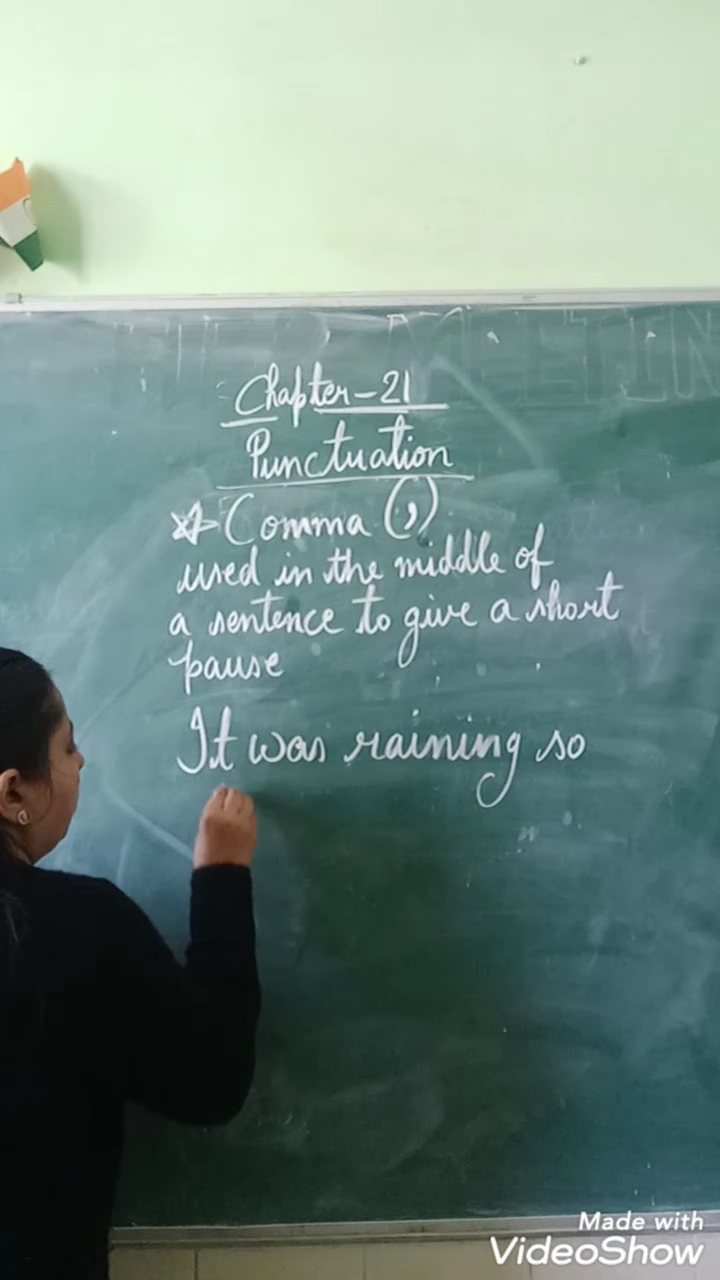 Chapter-21
Punctuation
Comma (,)
used in the middle of
a sentence to give a short
pause
It was raining so
Made with
VideoShow